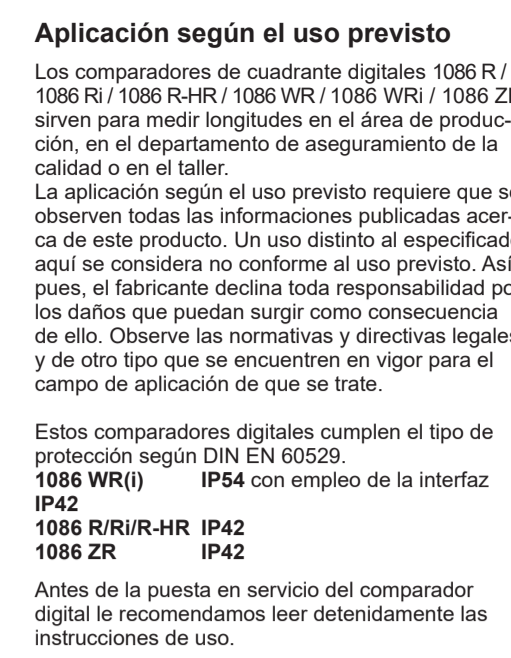 Aplicación según el uso previsto
Los comparadores de cuadrante digitales 1086 R /
1086 Ri / 1086 R-HR / 1086 WR / 1086 WRi / 1086
sirven para medir longitudes en el área de produc-
ción, en el departamento de aseguramiento de la
calidad o en el taller.
La aplicación según el uso previsto requiere que se
observen todas las informaciones publicadas acer-
ca de este producto. Un uso distinto al especificado
aquí se considera no conforme al uso previsto. Así
pues, el fabricante declina toda responsabilidad po
los daños que puedan surgir como consecuencia
de ello. Observe las normativas y directivas legales
y de otro tipo que se encuentren en vigor para el
campo de aplicación de que se trate.
Estos comparadores digitales cumplen el tipo de
protección según DIN EN 60529.
1086 WR(i) IP54 con empleo de la interfaz
IP42
1086 R/Ri/R-HR IP42
1086 ZR IP42
Antes de la puesta en servicio del comparador
digital le recomendamos leer detenidamente las
instrucciones de uso.